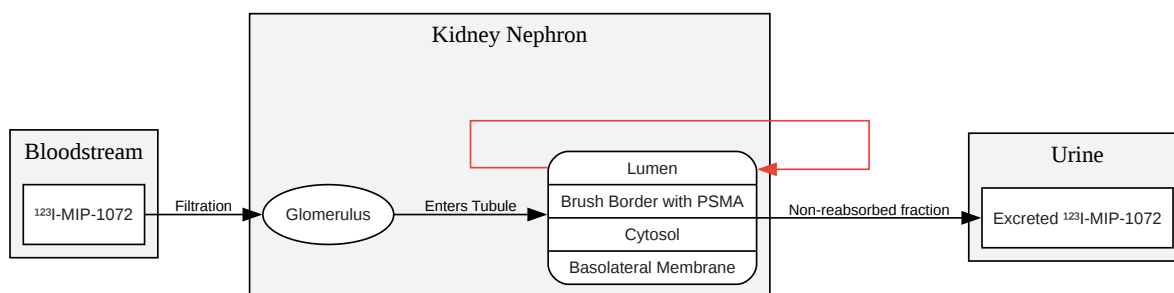 Kidney Nephron
Bloodstream
¹²³I-MIP-1072
Filtration
Glomerulus
Enters Tubule
Lumen
Brush Border with PSMA
Cytosol
Basolateral Membrane
Non-reabsorbed fraction
Urine
Excreted ¹²³I-MIP-1072